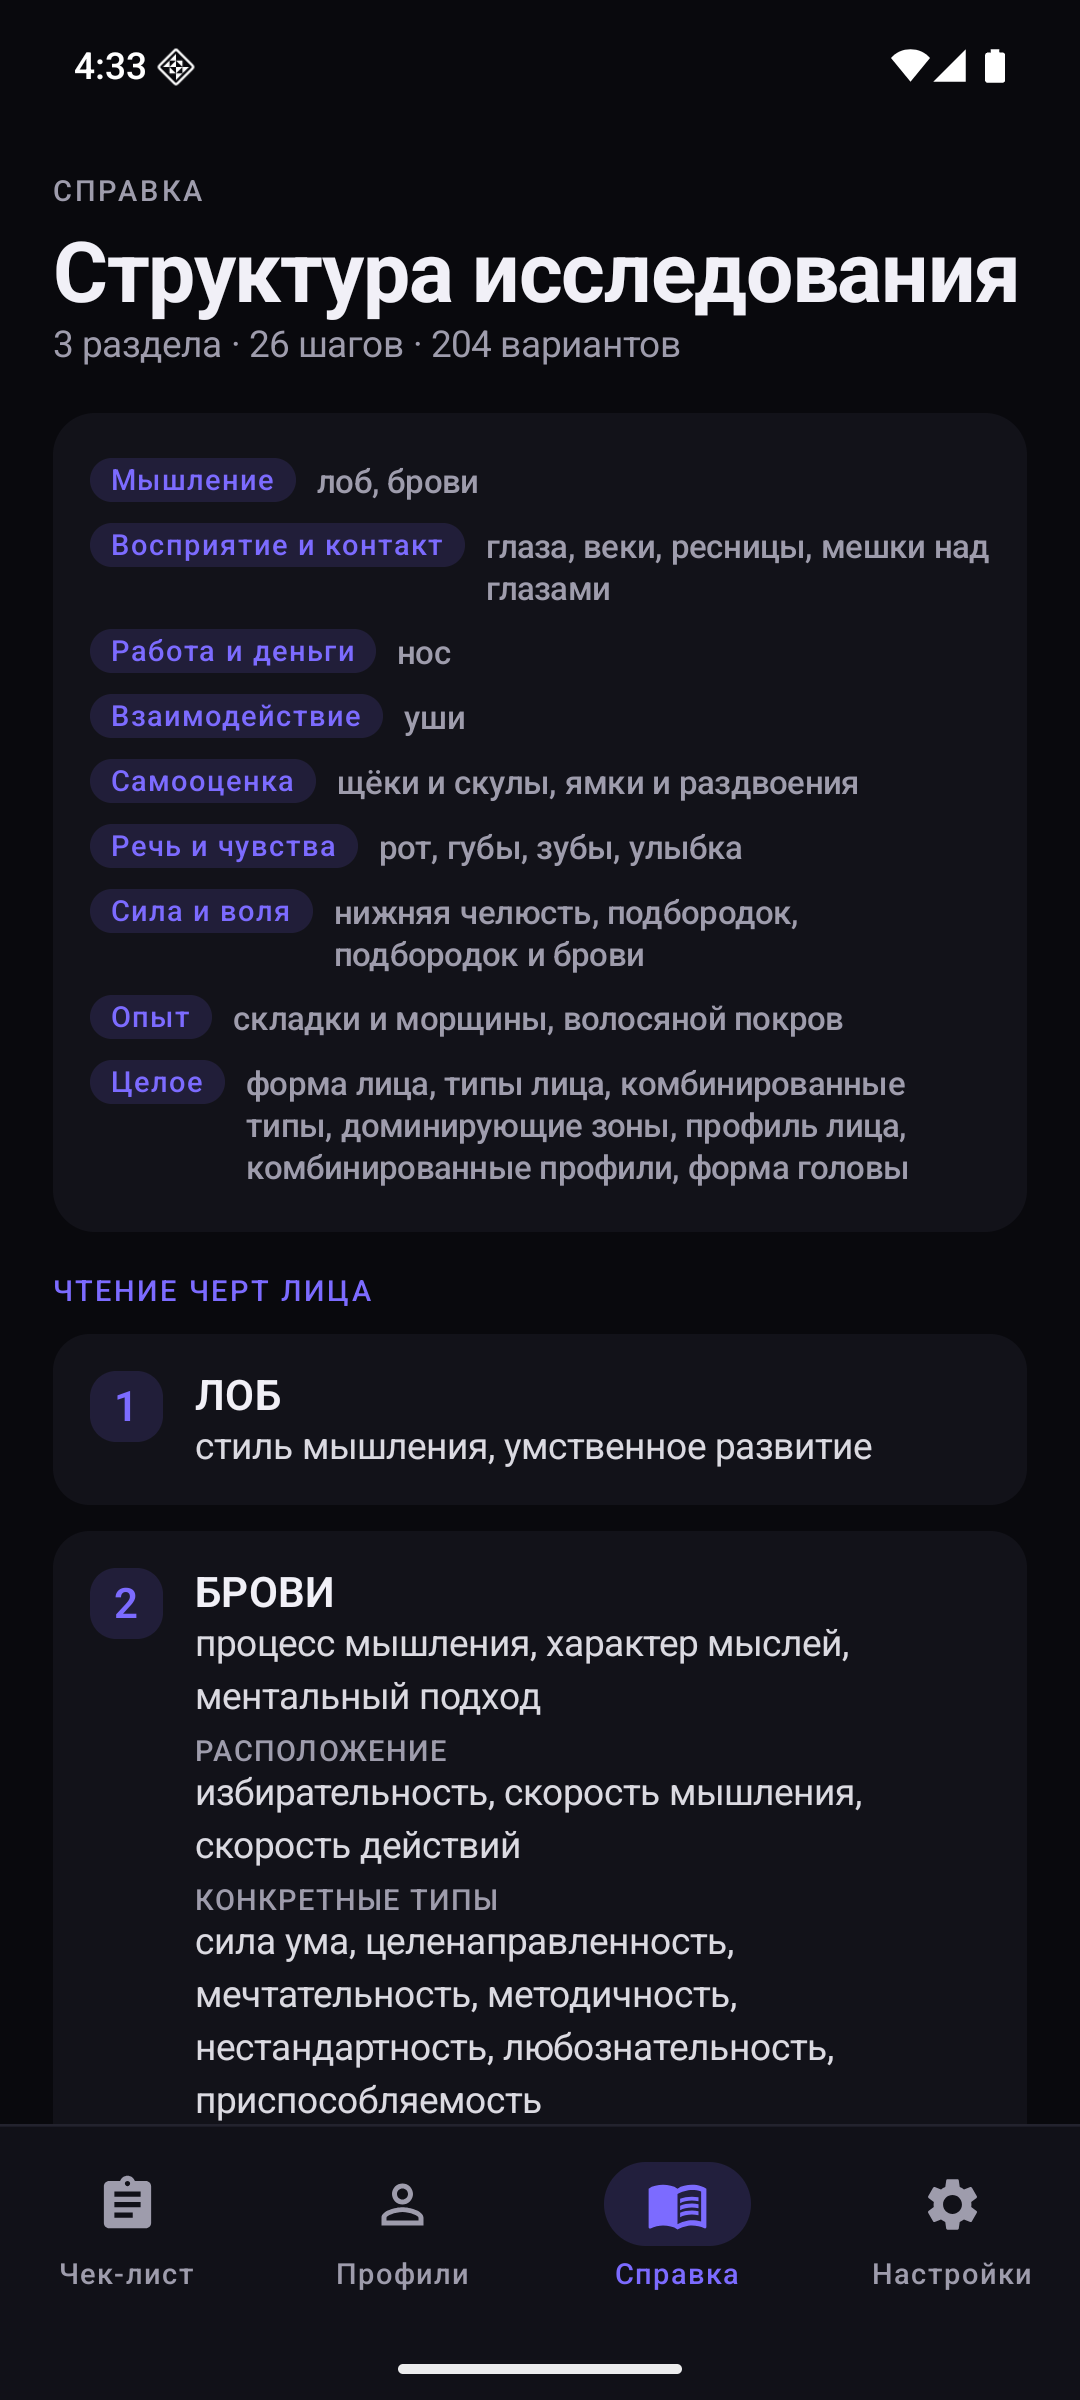 4:33
СПРАВКА
Структура исследования
3 раздела · 26 шагов · 204 вариантов
Мышление лоб, брови
Восприятие и контакт глаза, веки, ресницы, мешки над
глазами
Работа и деньги нос
Взаимодействие уши
Самооценка щёки и скулы, ямки и раздвоения
Речь и чувства рот, губы, зубы, улыбка
Сила и воля нижняя челюсть, подбородок,
подбородок и брови
Опыт складки и морщины, волосяной покров
Целое форма лица, типы лица, комбинированные
типы, доминирующие зоны, профиль лица,
комбинированные профили, форма головы
ЧТЕНИЕ ЧЕРТ ЛИЦА
1 ЛОБ
стиль мышления, умственное развитие
2 БРОВИ
процесс мышления, характер мыслей,
ментальный подход
РАСПОЛОЖЕНИЕ
избирательность, скорость мышления,
скорость действий
КОНКРЕТНЫЕ ТИПЫ
сила ума, целенаправленность,
мечтательность, методичность,
нестандартность, любознательность,
приспособляемость
Чек-лист Профили Справка Настройки